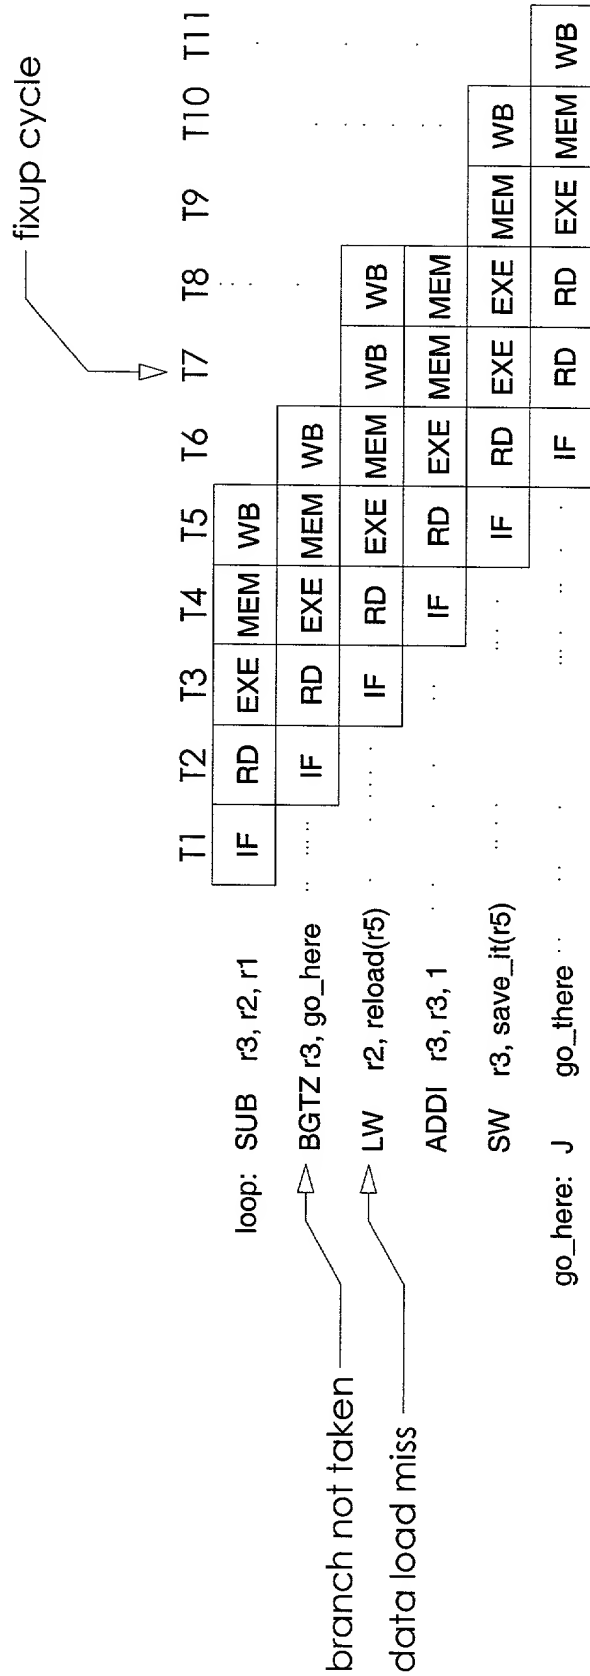 fixup cycle
T1 T2 T3 T4 T5 T6 T7 T8 T9 T10 T11
loop: SUB r3, r2, r1 IF RD EXE MEM WB
BGTZ r3, go_here IF RD EXE MEM WB
LW r2, reload(r5) IF RD EXE MEM WB WB
ADDI r3, r3, 1 IF RD EXE MEM MEM
SW r3, save_it(r5) IF RD EXE EXE MEM WB
go_here: J go_there IF RD RD EXE MEM WB
branch not taken
data load miss